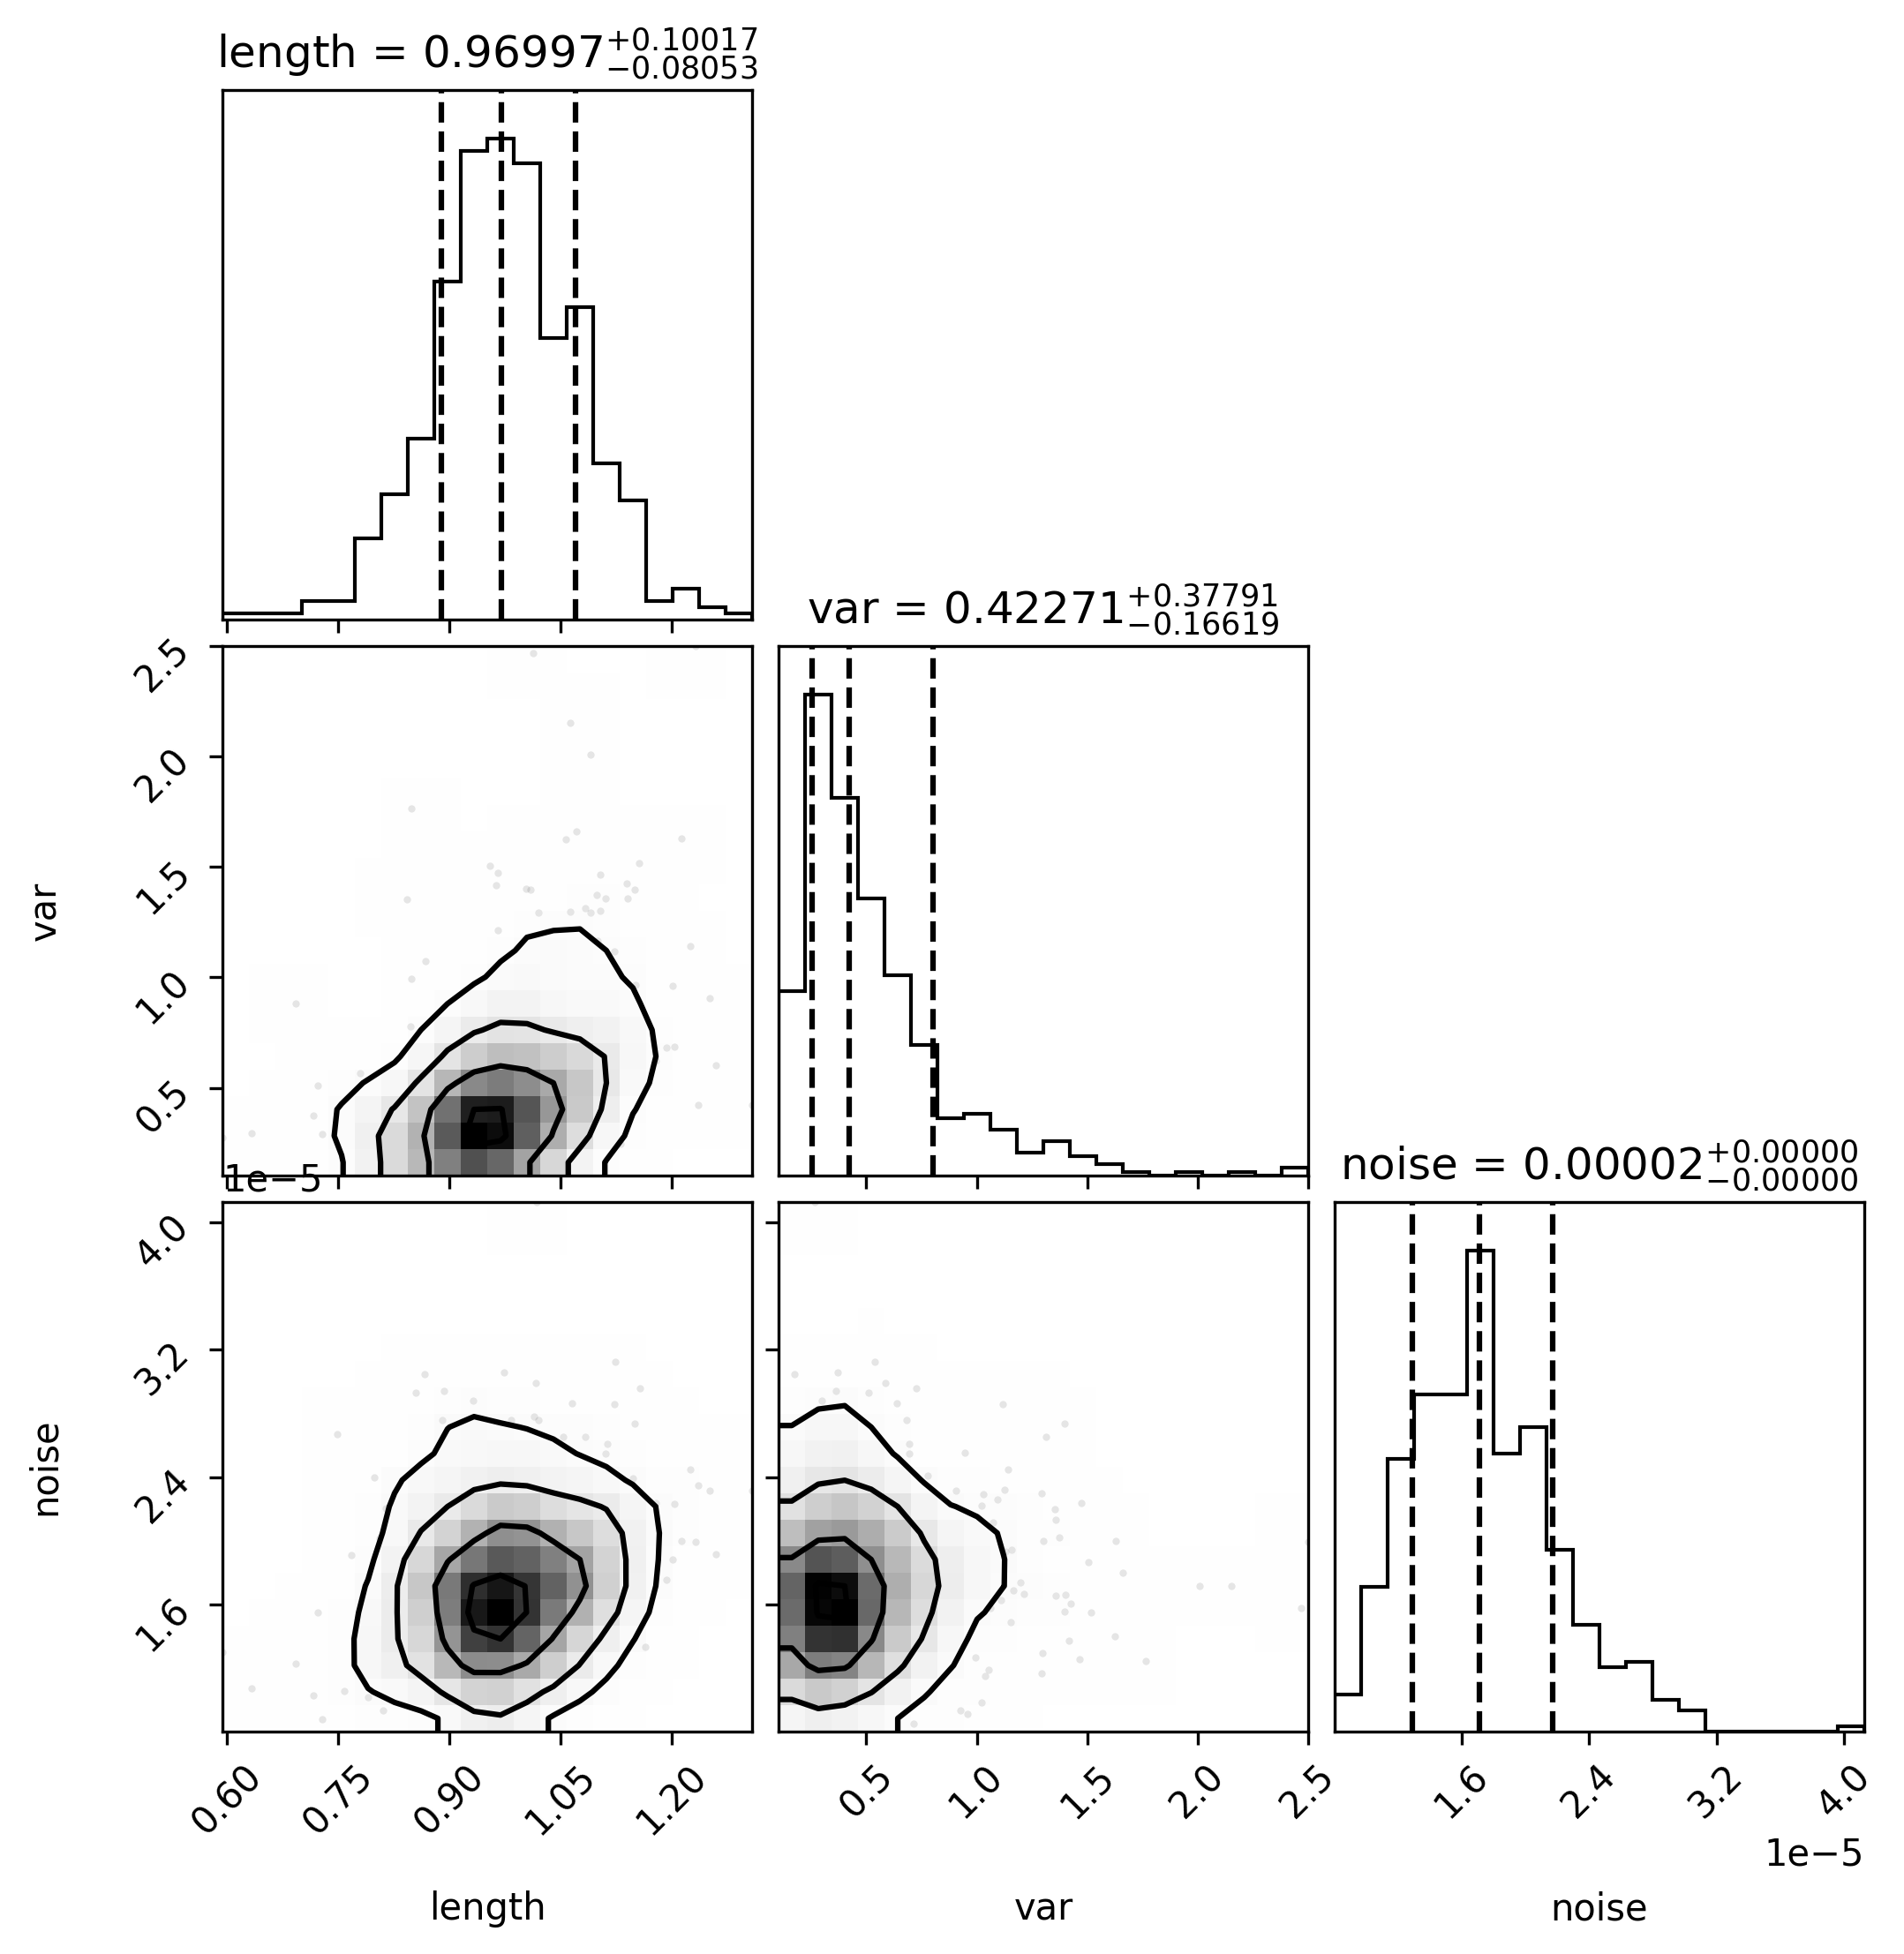 length = 0.96997+0.10017−0.08053
var = 0.42271+0.37791−0.16619
2.5
2.0
1.5
1.0
0.5
var
1e−5
noise = 0.00002+0.00000−0.00000
4.0
3.2
2.4
1.6
noise
0.60 0.75 0.90 1.05 1.20 0.5 1.0 1.5 2.0 2.5 1.6 2.4 3.2 4.0
1e−5
length var noise